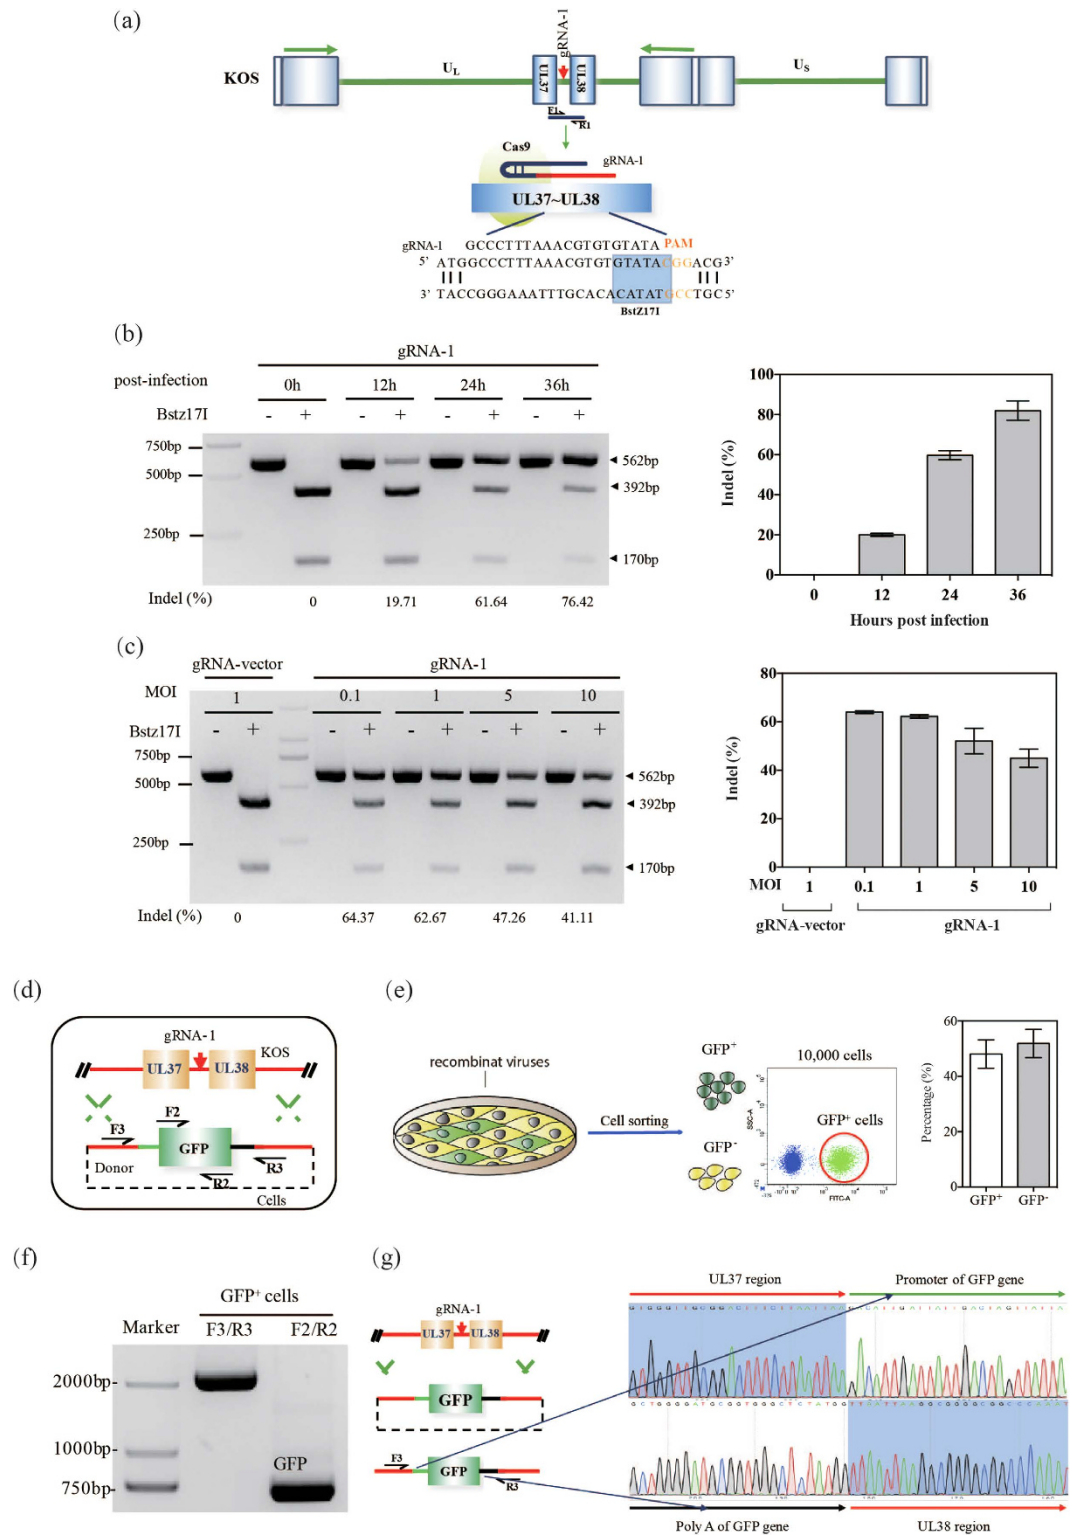 (a)
gRNA-1
KOS
UL
US
UL37
UL38
F1
R1
Cas9
gRNA-1
UL37~UL38
gRNA-1 GCCCTTTAAACGTGTGTATA PAM
5' ATGGCCCTTTAAACGTGTGTATACGGACG 3'
3' TACCGGGAAATTTGCACACATATGCCTGC 5'
BstZ17I
(b)
gRNA-1
post-infection 0h 12h 24h 36h
Bstz17I - + - + - + - +
750bp
500bp
250bp
562bp
392bp
170bp
Indel (%) 0 19.71 61.64 76.42
100
80
60
40
20
0
Indel (%)
0 12 24 36
Hours post infection
(c)
gRNA-vector gRNA-1
MOI 1 0.1 1 5 10
Bstz17I - + - + - + - + - +
750bp
500bp
250bp
562bp
392bp
170bp
Indel (%) 0 64.37 62.67 47.26 41.11
80
60
40
20
0
Indel (%)
MOI 1 0.1 1 5 10
gRNA-vector gRNA-1
(d)
gRNA-1
KOS
UL37 UL38
F2
F3
GFP
Donor
R2
R3
Cells
(e)
recombinat viruses
Cell sorting
GFP+
GFP-
10,000 cells
GFP+ cells
SSC-A
FITC-A
60
40
20
0
Percentage (%)
GFP+ GFP-
(f)
GFP+ cells
Marker F3/R3 F2/R2
2000bp
1000bp
750bp
GFP
(g)
gRNA-1
UL37 UL38
GFP
F3
GFP
R3
UL37 region Promoter of GFP gene
GCTGGGGATGCGGTGGGCTCTATGG
Poly A of GFP gene UL38 region